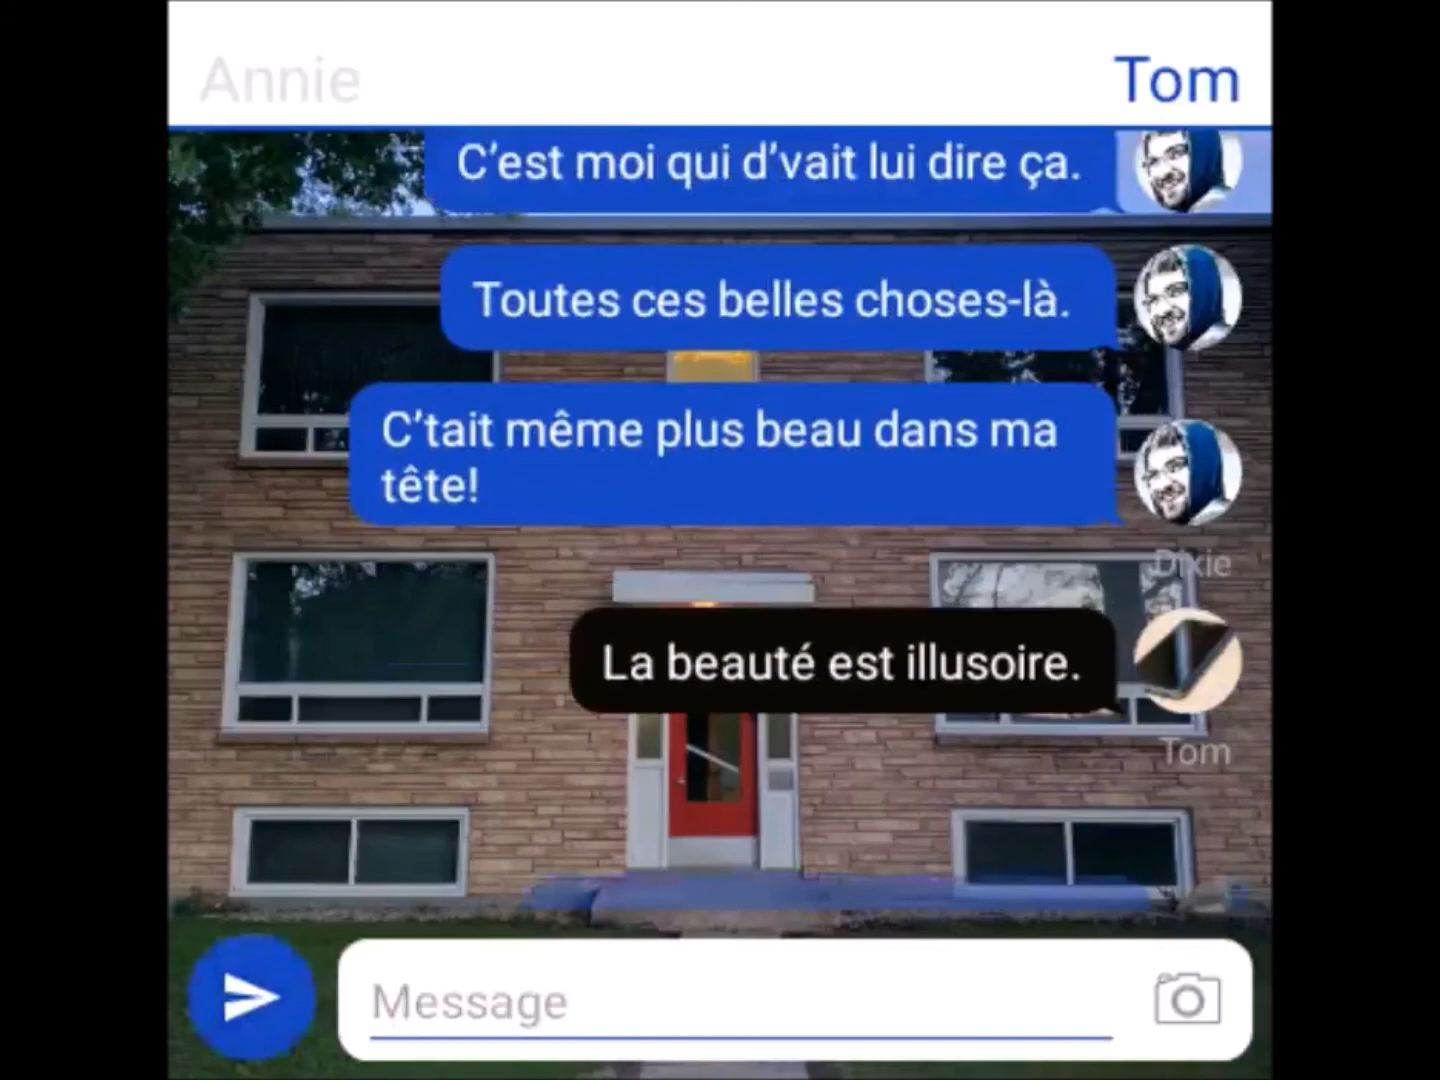 Annie
Tom
C’est moi qui d’vait lui dire ça.
Toutes ces belles choses-là.
C’tait même plus beau dans ma
tête!
Dixie
La beauté est illusoire.
Tom
Message